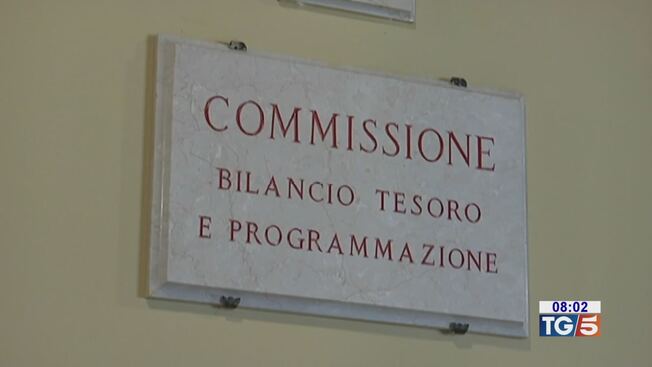 COMMISSIONE
BILANCIO TESORO
E PROGRAMMAZIONE
08:02
TG5